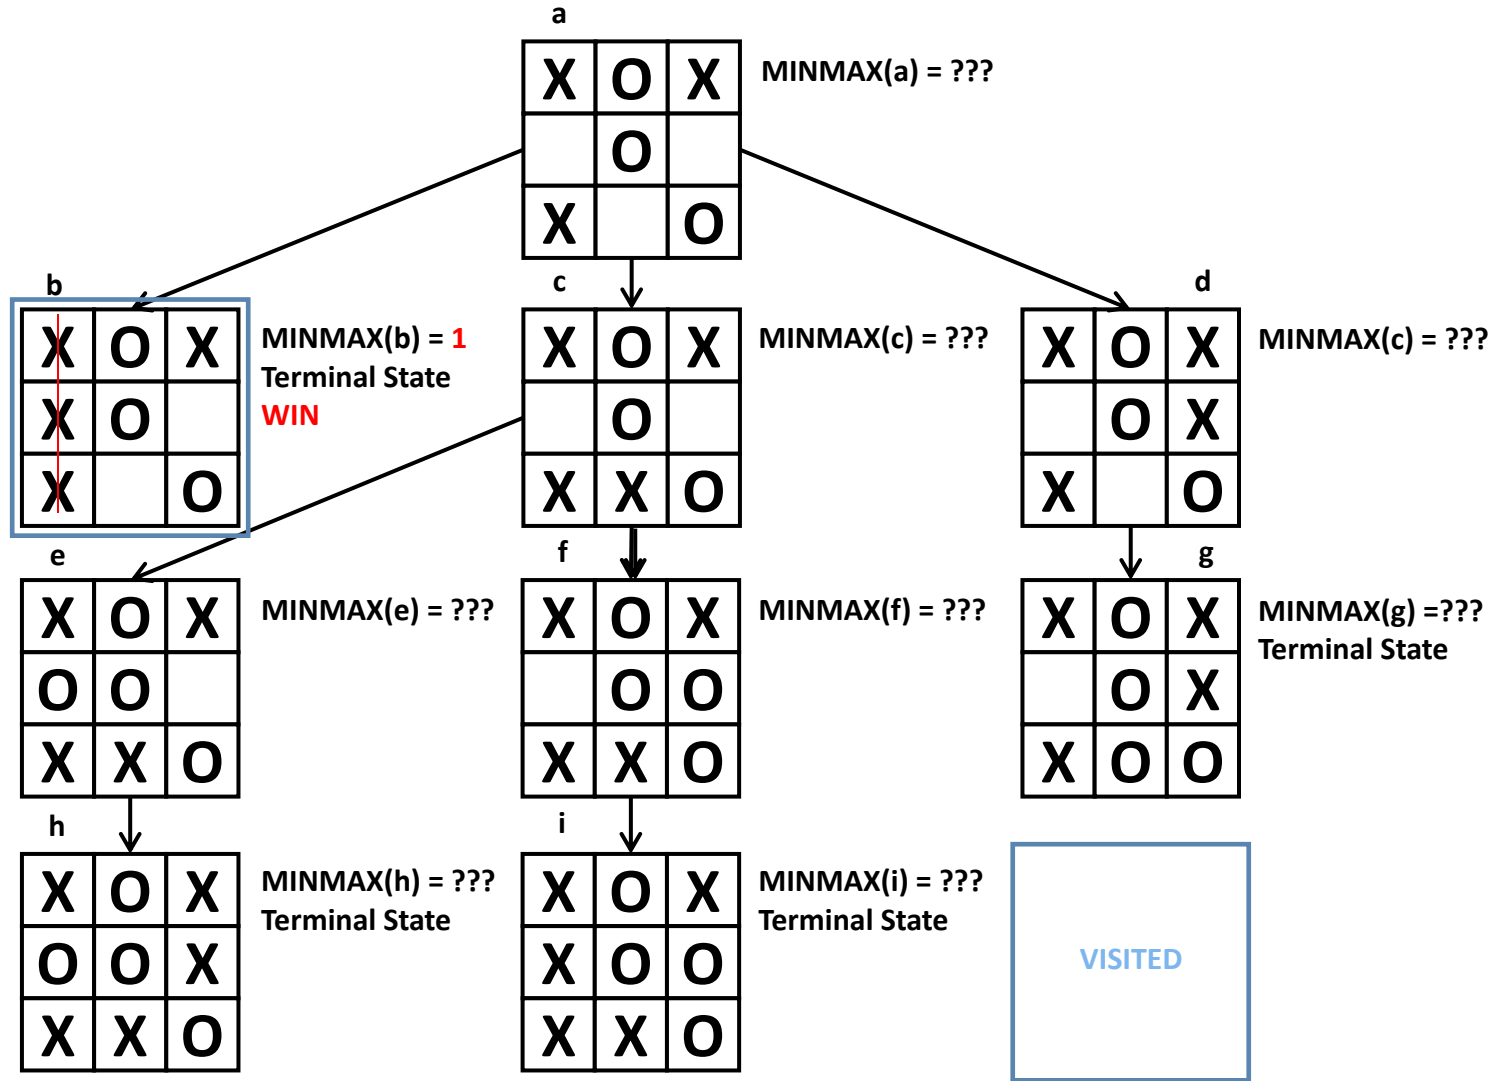 a
X O X
MINMAX(a) = ???
O
X O
b
c
d
X O X
MINMAX(b) = 1
Terminal State
WIN
X O
X O
X O X
MINMAX(c) = ???
O
X X O
X O X
MINMAX(c) = ???
O X
X O
e
f
g
X O X
MINMAX(e) = ???
O O
X X O
X O X
MINMAX(f) = ???
O O
X X O
X O X
MINMAX(g) =???
Terminal State
O X
X O O
h
i
X O X
MINMAX(h) = ???
Terminal State
O O X
X X O
X O X
MINMAX(i) = ???
Terminal State
X O O
X X O
VISITED